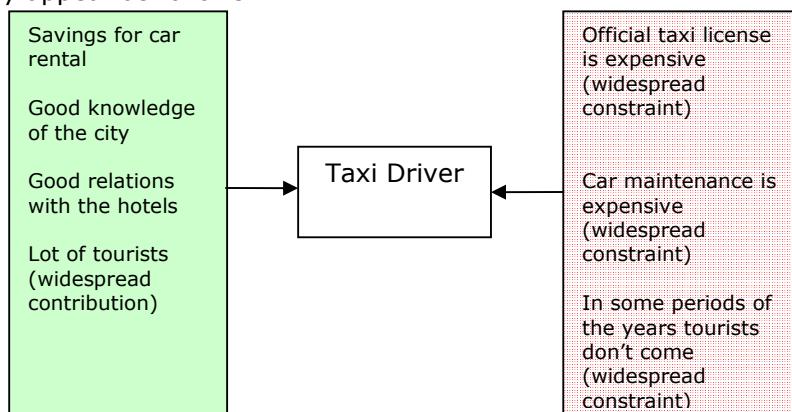 Savings for car
rental
Good knowledge
of the city
Good relations
with the hotels
Lot of tourists
(widespread
contribution)
Taxi Driver
Official taxi license
is expensive
(widespread
constraint)
Car maintenance is
expensive
(widespread
constraint)
In some periods of
the years tourists
don't come
(widespread
constraint)